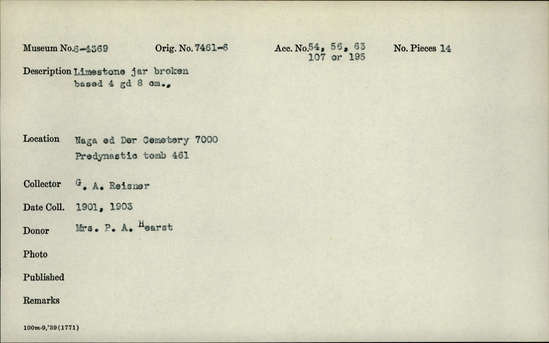 Museum No. 6-4369 Orig. No. 7461-6 Acc. No. 54, 56, 63 No. Pieces 14
107 or 195
Description Limestone jar broken
based 4 gd 8 cm.,
Location Naga ed Der Cemetery 7000
Predynastic tomb 461
Collector G. A. Reisner
Date Coll. 1901, 1903
Donor Mrs. P. A. Hearst
Photo
Published
Remarks
100m-9,'39(1771)